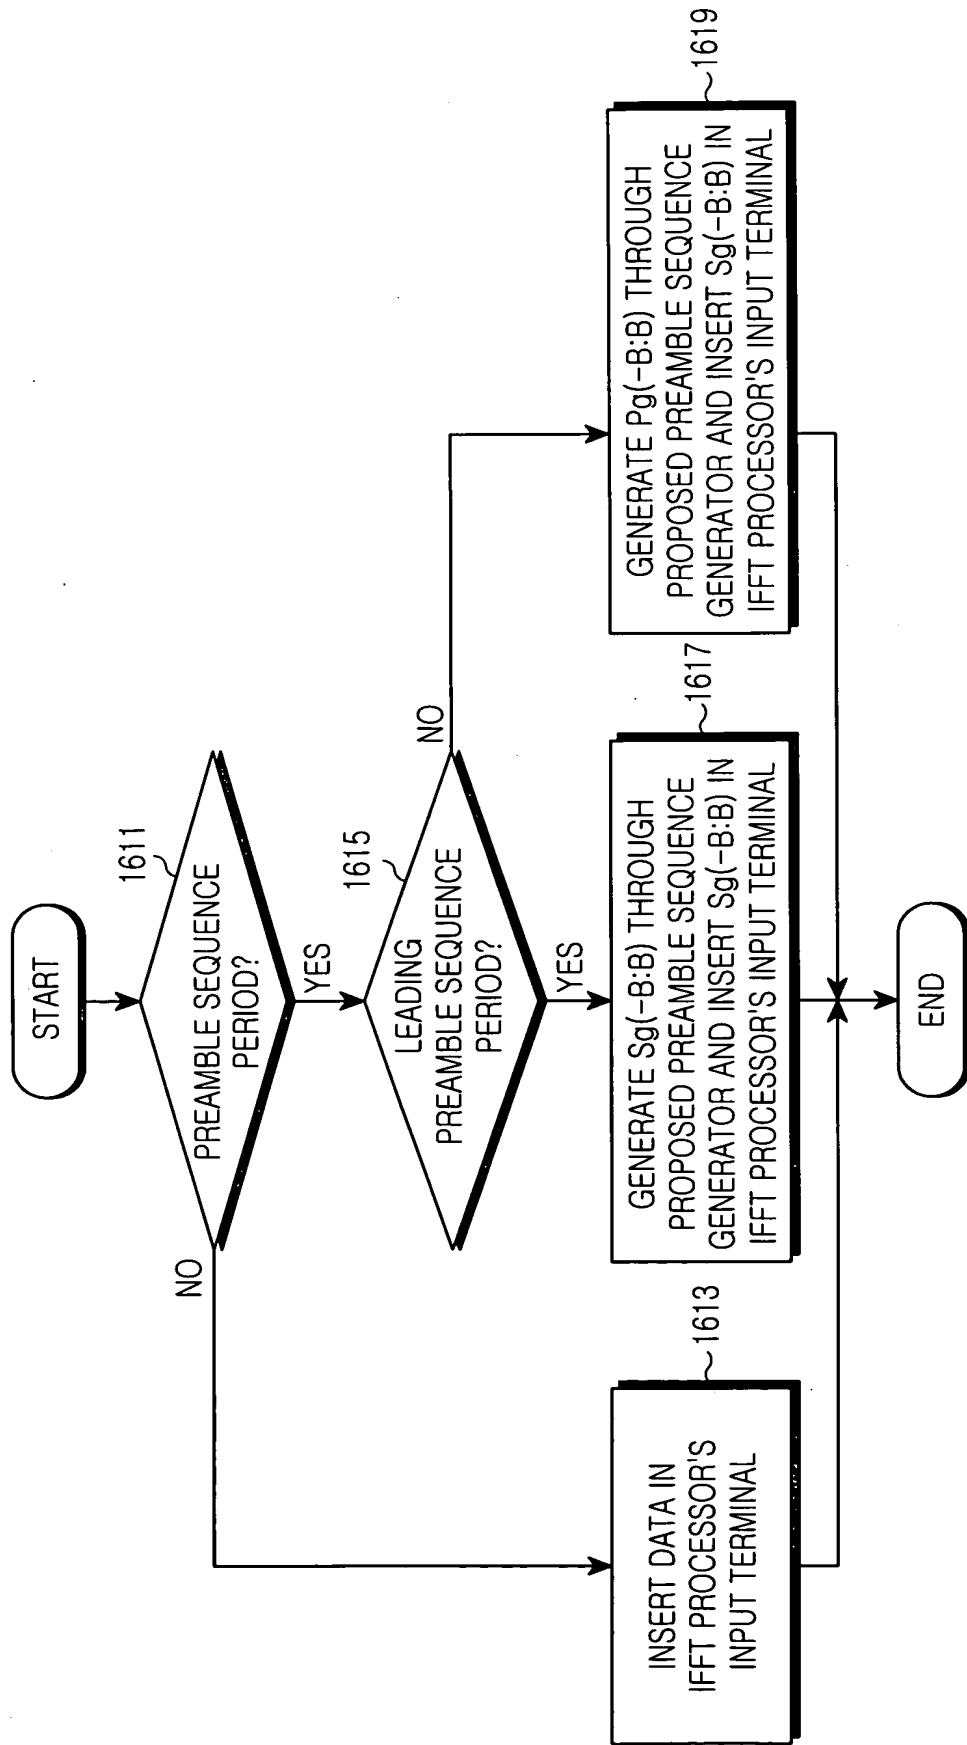 START
1611
PREAMBLE SEQUENCE
PERIOD?
NO
YES
1615
LEADING
PREAMBLE SEQUENCE
PERIOD?
NO
YES
1613
INSERT DATA IN
IFFT PROCESSOR'S
INPUT TERMINAL
1617
GENERATE Sg(-B:B) THROUGH
PROPOSED PREAMBLE SEQUENCE
GENERATOR AND INSERT Sg(-B:B) IN
IFFT PROCESSOR'S INPUT TERMINAL
1619
GENERATE Pg(-B:B) THROUGH
PROPOSED PREAMBLE SEQUENCE
GENERATOR AND INSERT Sg(-B:B) IN
IFFT PROCESSOR'S INPUT TERMINAL
END